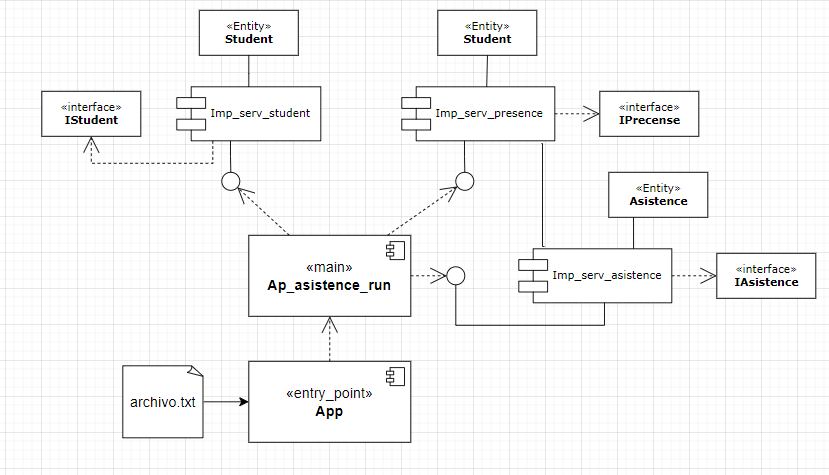 «Entity»
Student
«Entity»
Student
«interface»
IStudent
Imp_serv_student
Imp_serv_presence
«interface»
IPrecense
«Entity»
Asistence
«main»
Ap_asistence_run
Imp_serv_asistence
«interface»
IAsistence
archivo.txt
«entry_point»
App